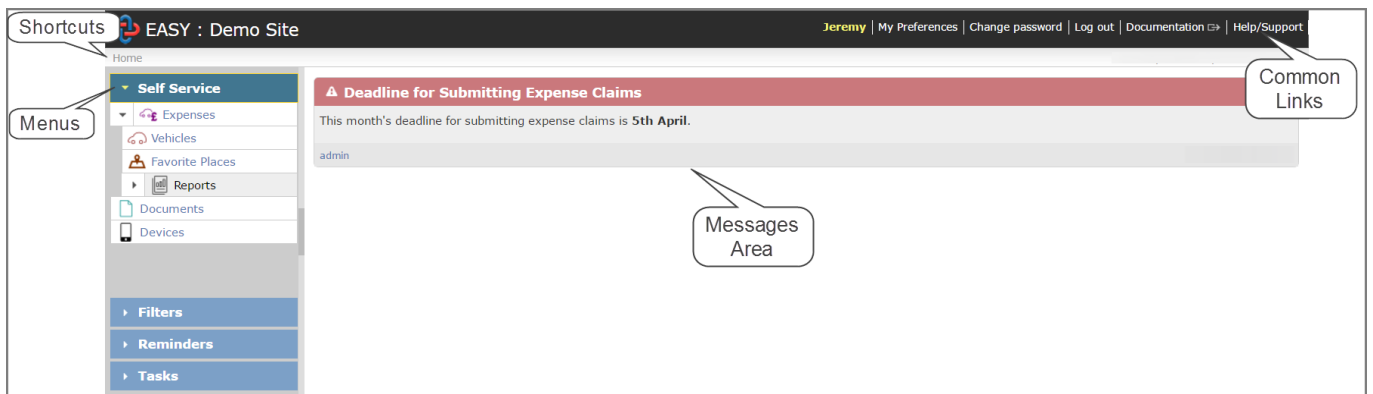 Shortcuts
EASY : Demo Site
Jeremy | My Preferences | Change password | Log out | Documentation | Help/Support
Home
Common
Links
Self Service
Deadline for Submitting Expense Claims
Menus
Expenses
This month's deadline for submitting expense claims is 5th April.
Vehicles
Favorite Places
admin
Reports
Documents
Devices
Messages
Area
Filters
Reminders
Tasks